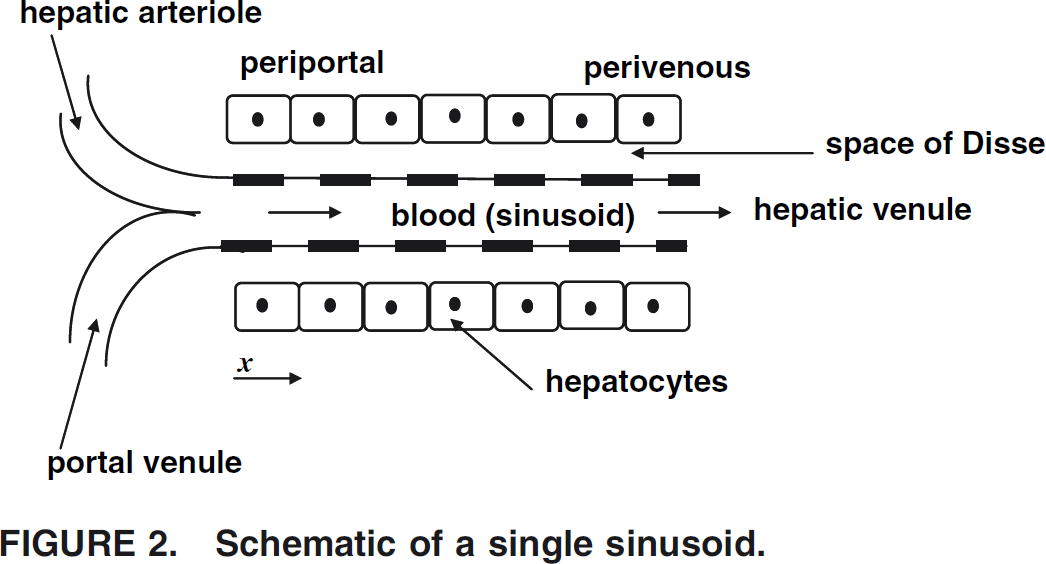 hepatic arteriole
periportal
perivenous
space of Disse
blood (sinusoid)
hepatic venule
x
hepatocytes
portal venule
FIGURE 2. Schematic of a single sinusoid.